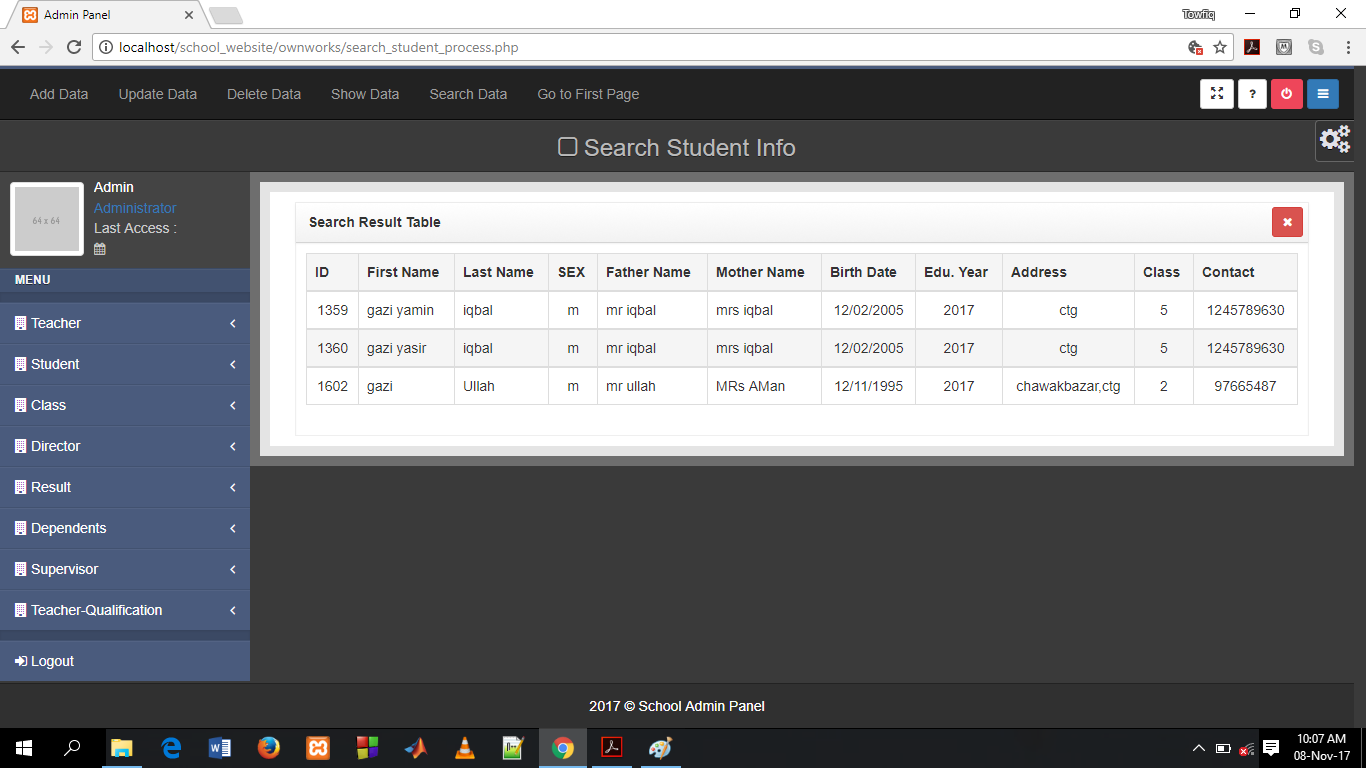 Admin Panel
Towfiq
localhost/school_website/ownworks/search_student_process.php
Add Data Update Data Delete Data Show Data Search Data Go to First Page ?
Search Student Info
64 x 64
Admin
Administrator
Last Access :
MENU
Teacher
Student
Class
Director
Result
Dependents
Supervisor
Teacher-Qualification
Logout
Search Result Table
ID First Name Last Name SEX Father Name Mother Name Birth Date Edu. Year Address Class Contact
1359 gazi yamin iqbal m mr iqbal mrs iqbal 12/02/2005 2017 ctg 5 1245789630
1360 gazi yasir iqbal m mr iqbal mrs iqbal 12/02/2005 2017 ctg 5 1245789630
1602 gazi Ullah m mr ullah MRs AMan 12/11/1995 2017 chawakbazar,ctg 2 97665487
2017 © School Admin Panel
10:07 AM
08-Nov-17